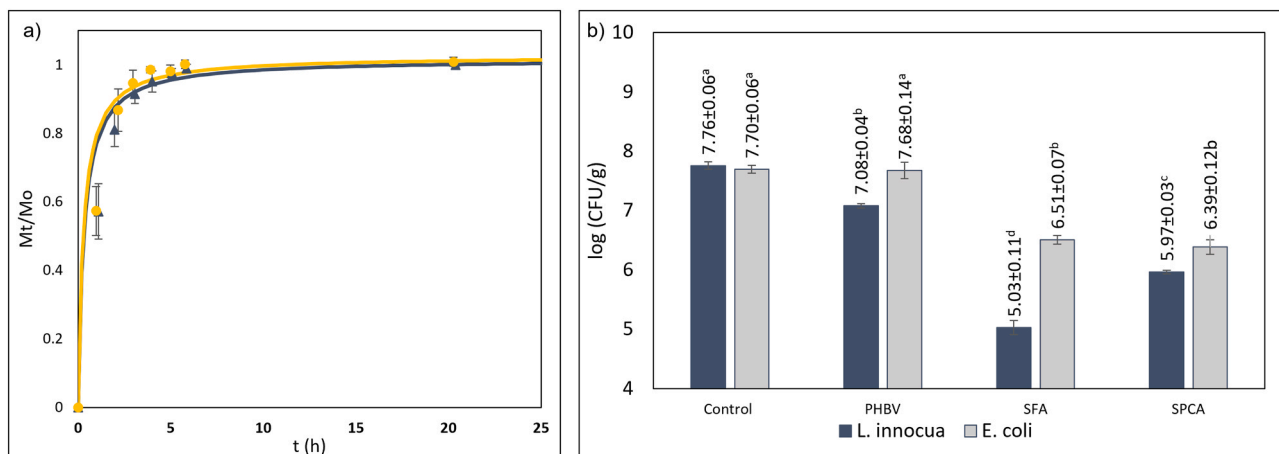 a)
Mt/Mo
1
0.8
0.6
0.4
0.2
0
0 5 10 15 20 25
t (h)
b)
log (CFU/g)
10
9
8
7
6
5
4
7.76±0.06ᵃ
7.70±0.06ᵃ
7.08±0.04ᵇ
7.68±0.14ᵃ
5.03±0.11ᵈ
6.51±0.07ᵇ
5.97±0.03ᶜ
6.39±0.12b
Control PHBV SFA SPCA
L. innocua E. coli